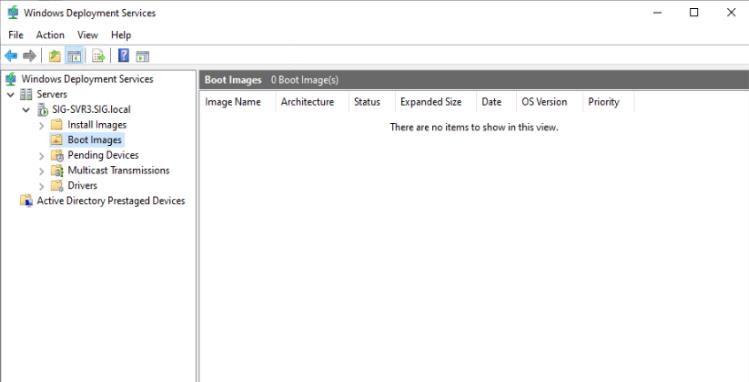 Windows Deployment Services
File Action View Help
Windows Deployment Services
Servers
SIG-SVR3.SIG.local
Install Images
Boot Images
Pending Devices
Multicast Transmissions
Drivers
Active Directory Prestaged Devices
Boot Images 0 Boot Image(s)
Image Name Architecture Status Expanded Size Date OS Version Priority
There are no items to show in this view.